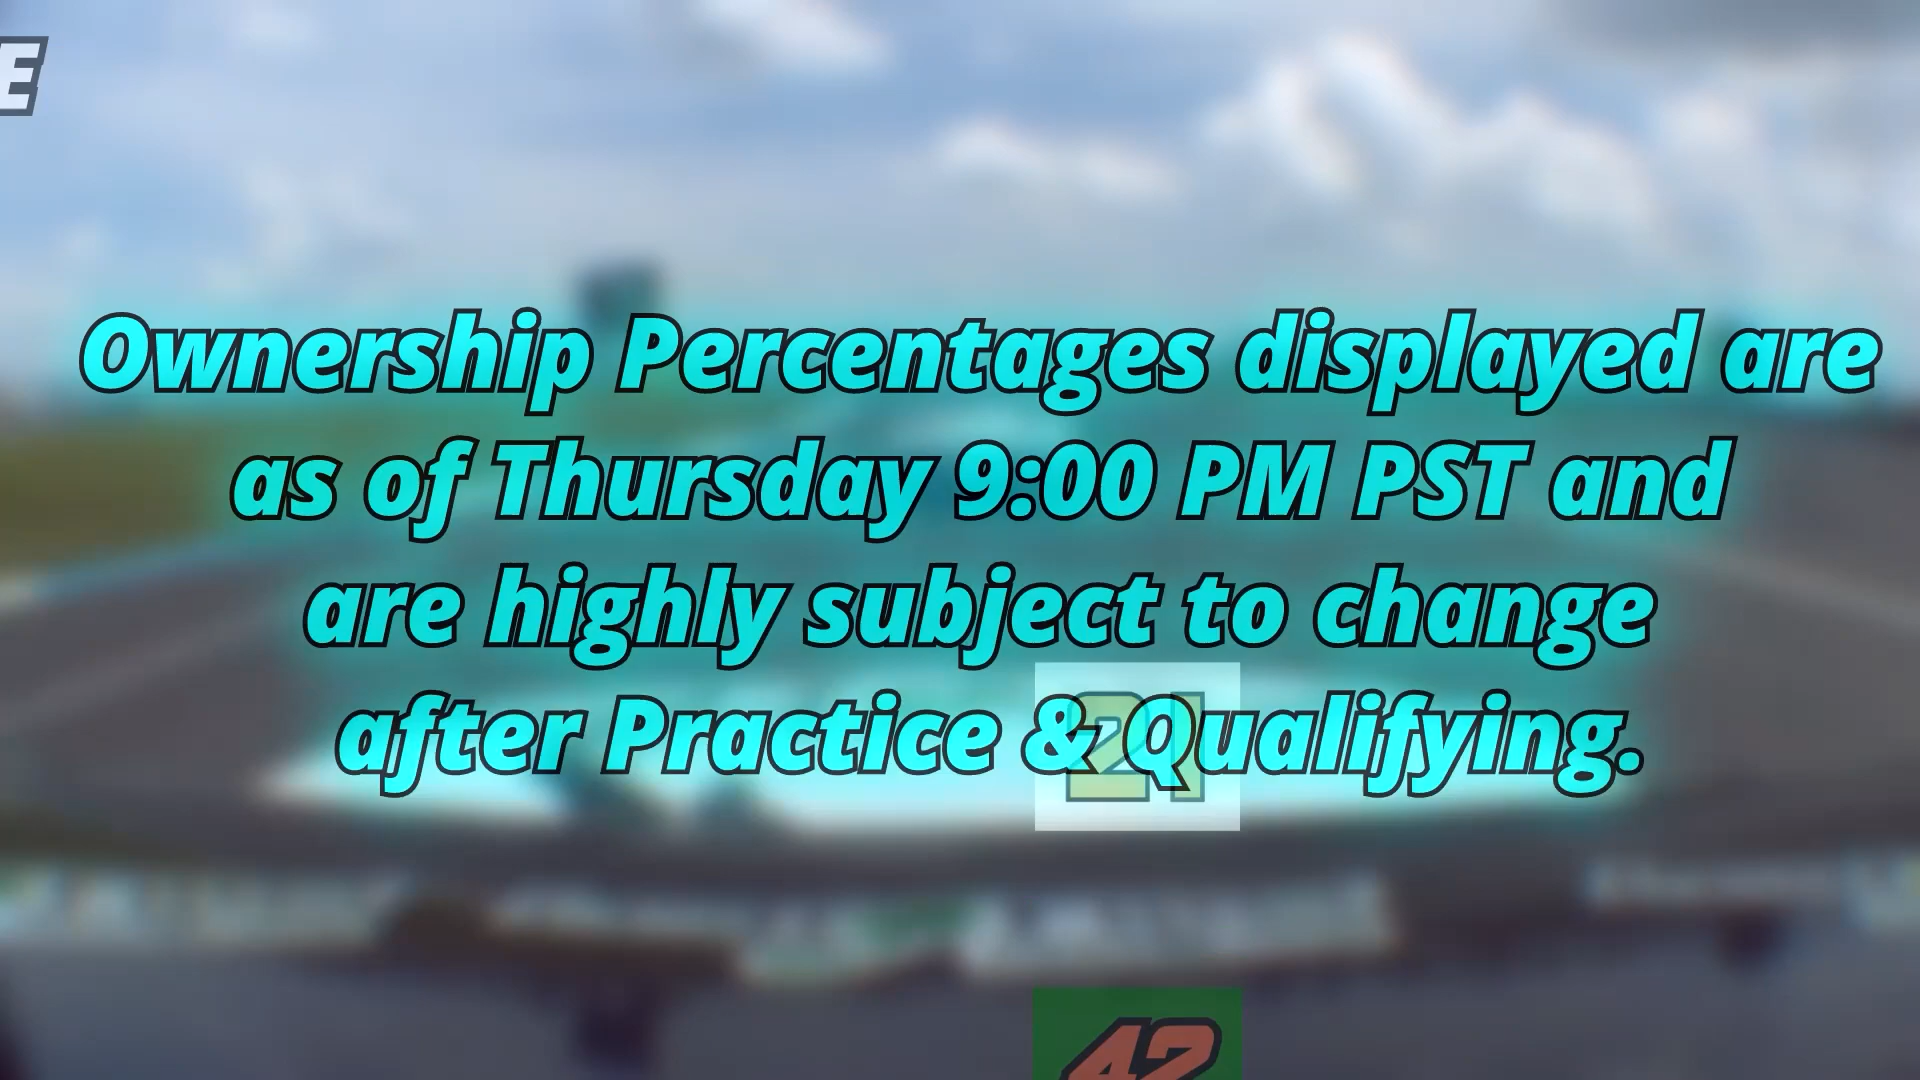 E
Ownership Percentages displayed are
as of Thursday 9:00 PM PST and
are highly subject to change
after Practice & Qualifying.
21
42